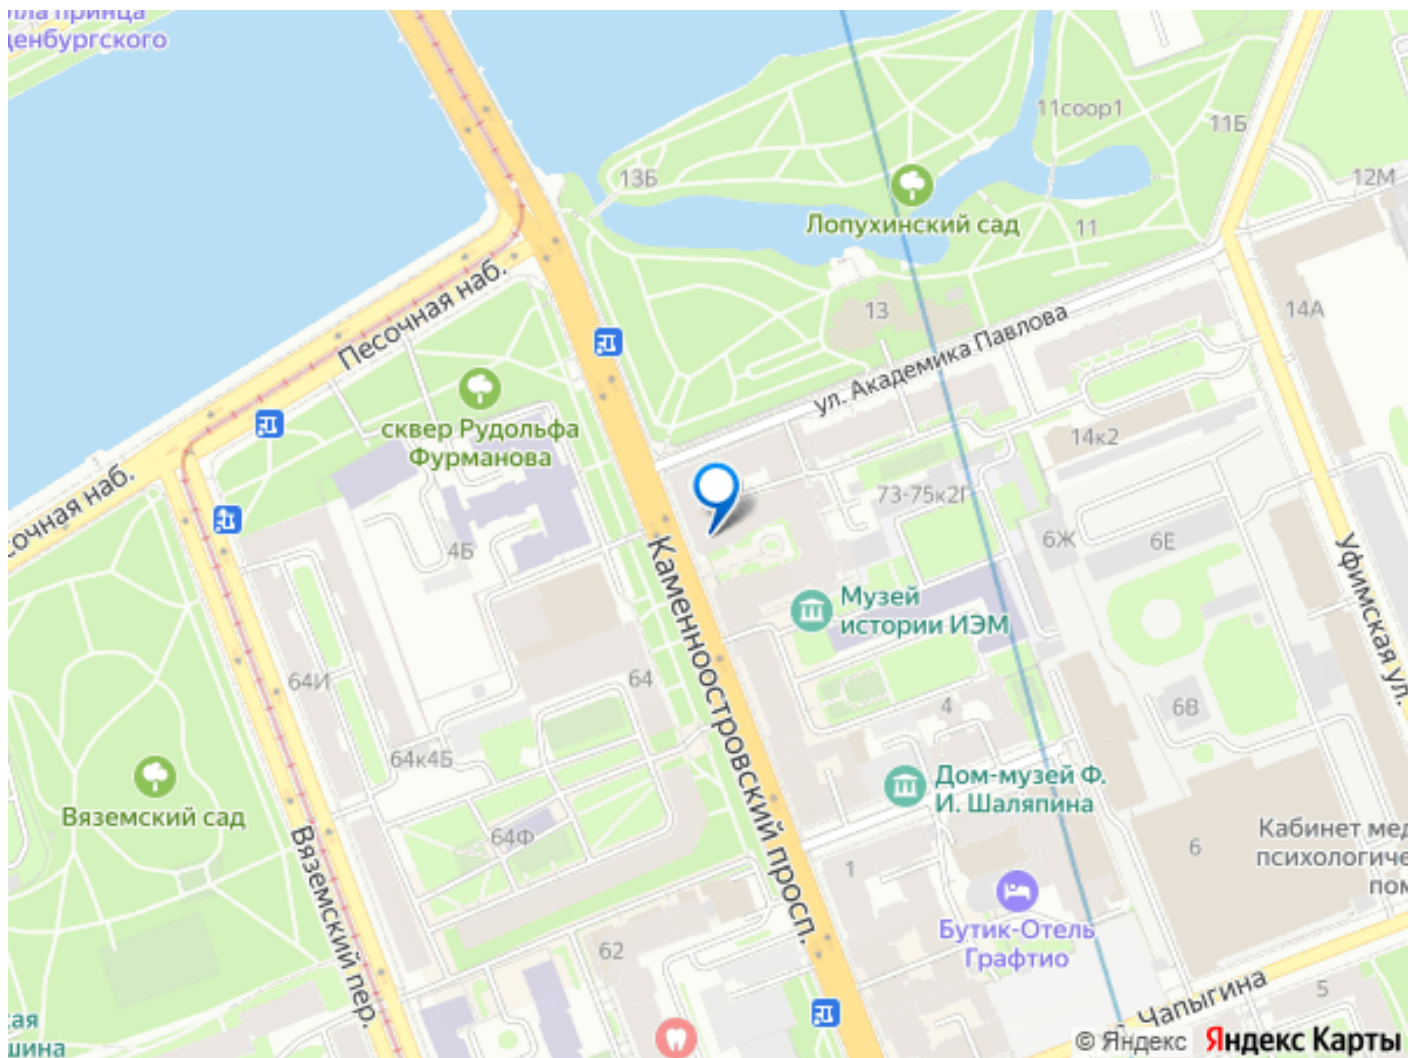 денбургского
11соор1
11Б
12М
13Б
Лопухинский сад
11
Песочная наб.
13
14А
ул. Академика Павлова
сквер Рудольфа
Фурманова
14к2
73-75к2Г
4Б
6Ж
6Е
Каменноостровский просп.
Музей
истории ИЭМ
Уфимская ул.
64И
64
4
6В
64к4Б
Дом-музей Ф.
И. Шаляпина
Вяземский сад
64Ф
Вяземский пер.
1
6
Кабинет мед
психологиче
пом
Бутик-Отель
Графтио
62
Чапыгина
5
© Яндекс Яндекс Карты